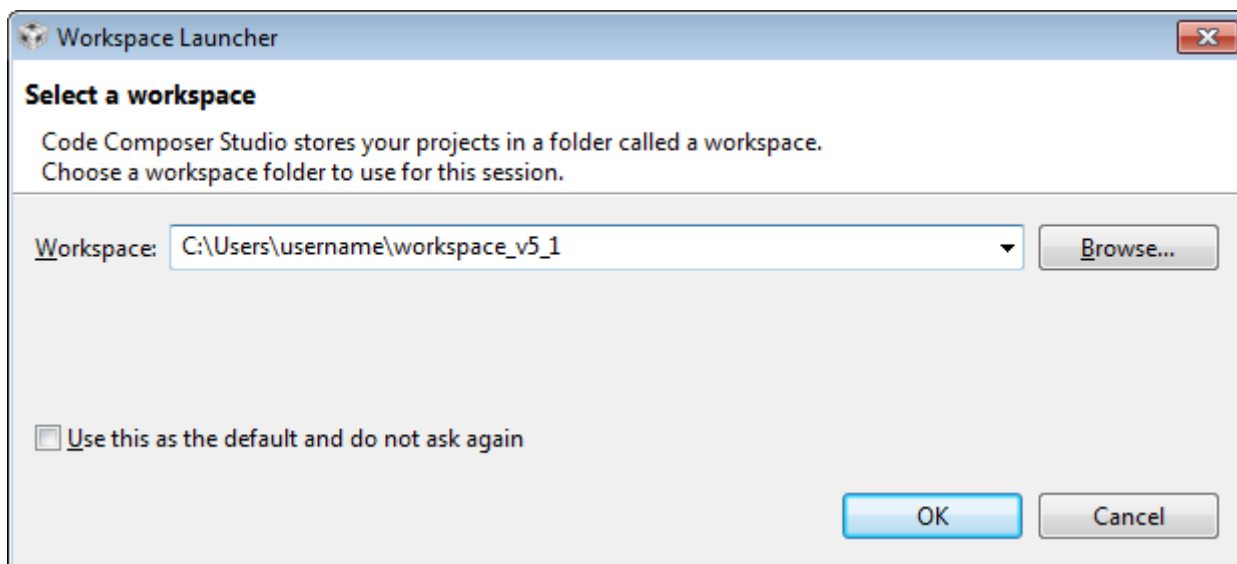 Workspace Launcher
Select a workspace
Code Composer Studio stores your projects in a folder called a workspace.
Choose a workspace folder to use for this session.
Workspace: C:\Users\username\workspace_v5_1 Browse...
Use this as the default and do not ask again
OK Cancel